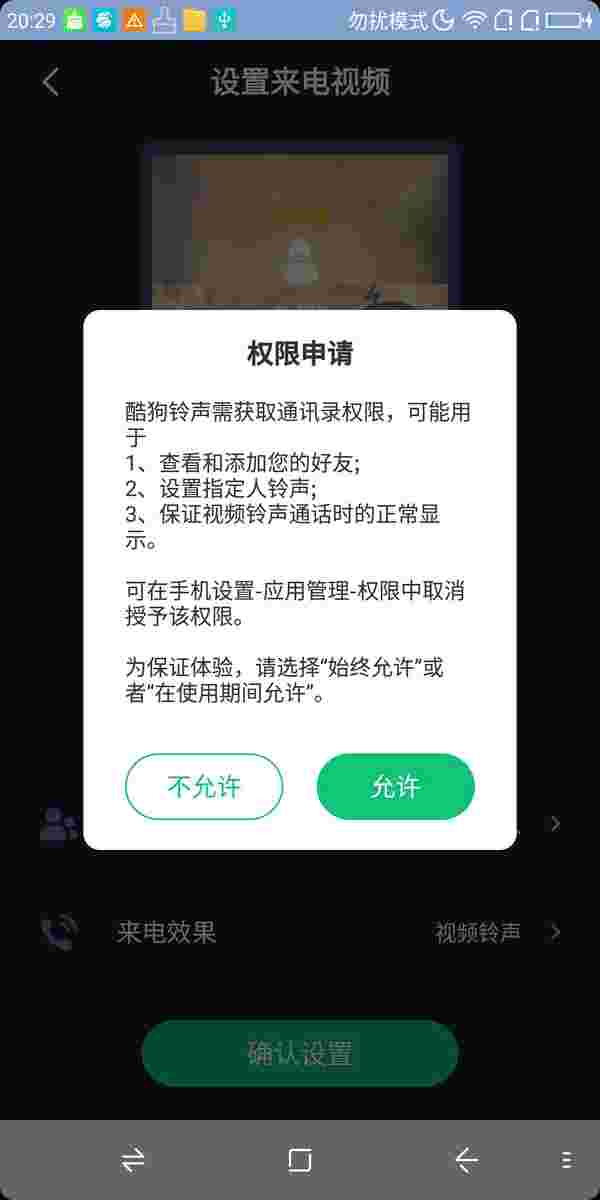 20:29
勿扰模式
设置来电视频
权限申请
酷狗铃声需获取通讯录权限，可能用
于
1、查看和添加您的好友;
2、设置指定人铃声;
3、保证视频铃声通话时的正常显
示。
可在手机设置-应用管理-权限中取消
授予该权限。
为保证体验，请选择“始终允许”或
者“在使用期间允许”。
不允许
允许
来电效果
视频铃声
确认设置